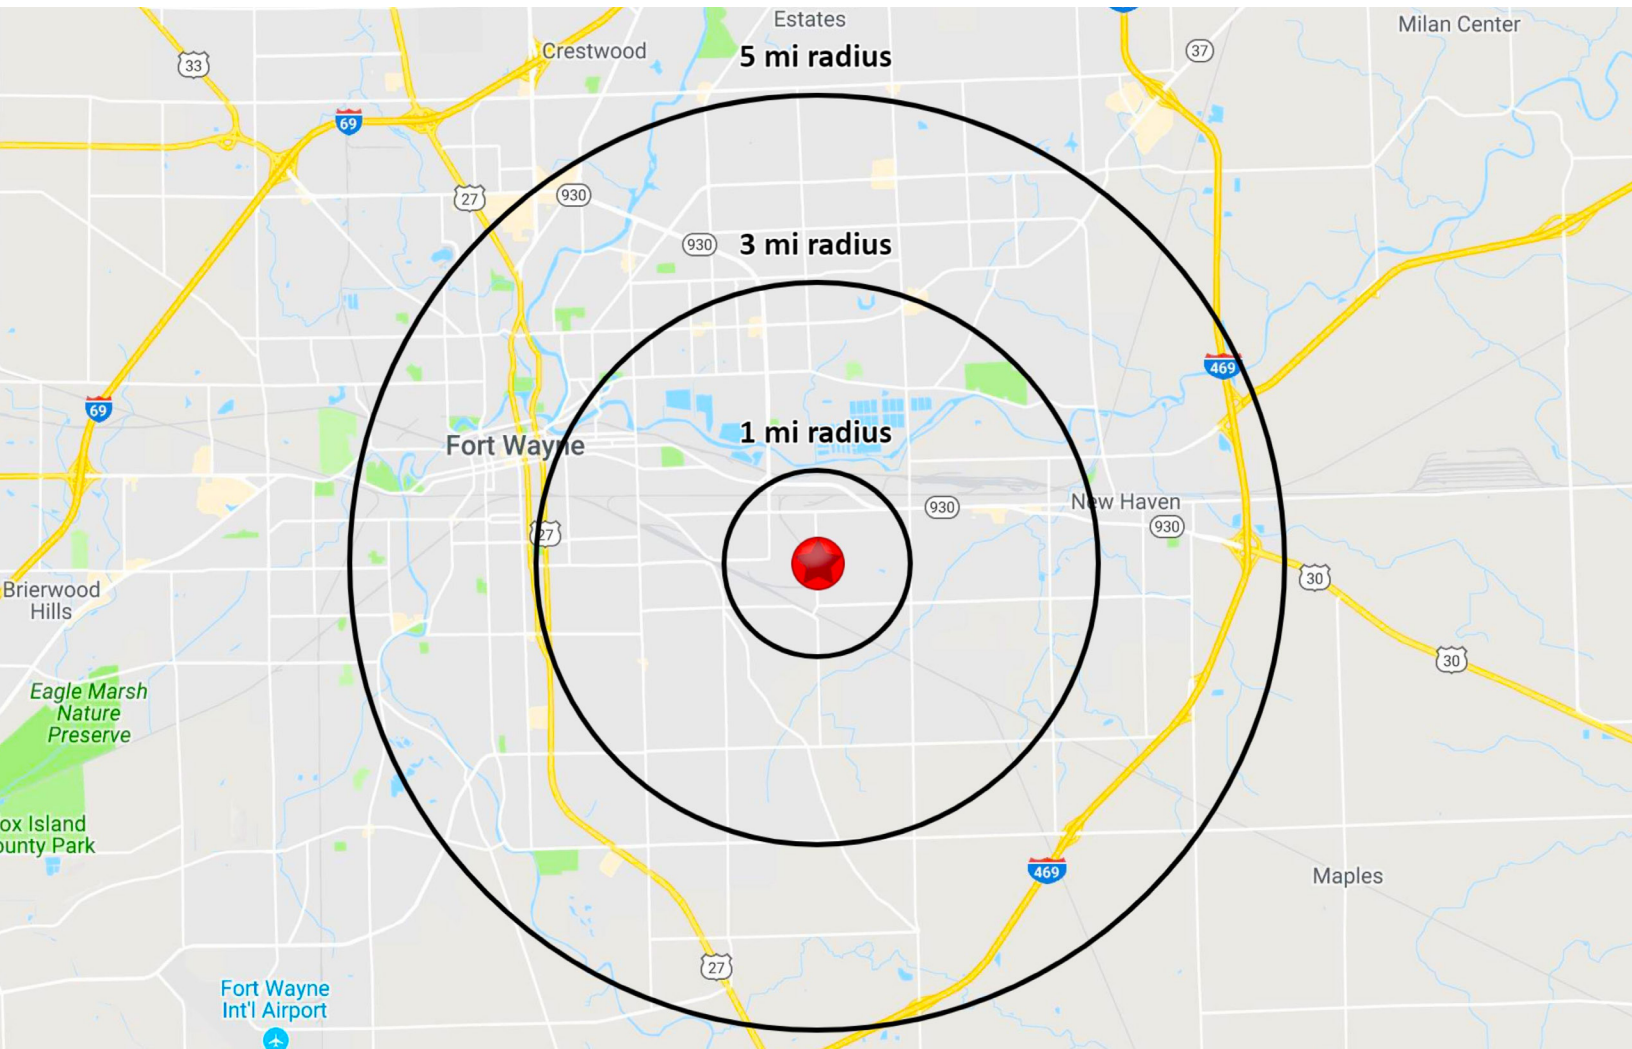 Estates
Milan Center
Crestwood
5 mi radius
37
33
69
27
930
930
3 mi radius
469
69
1 mi radius
Fort Wayne
New Haven
930
930
27
30
Brierwood
Hills
30
Eagle Marsh
Nature
Preserve
ox Island
ounty Park
469
Maples
27
Fort Wayne
Int'l Airport